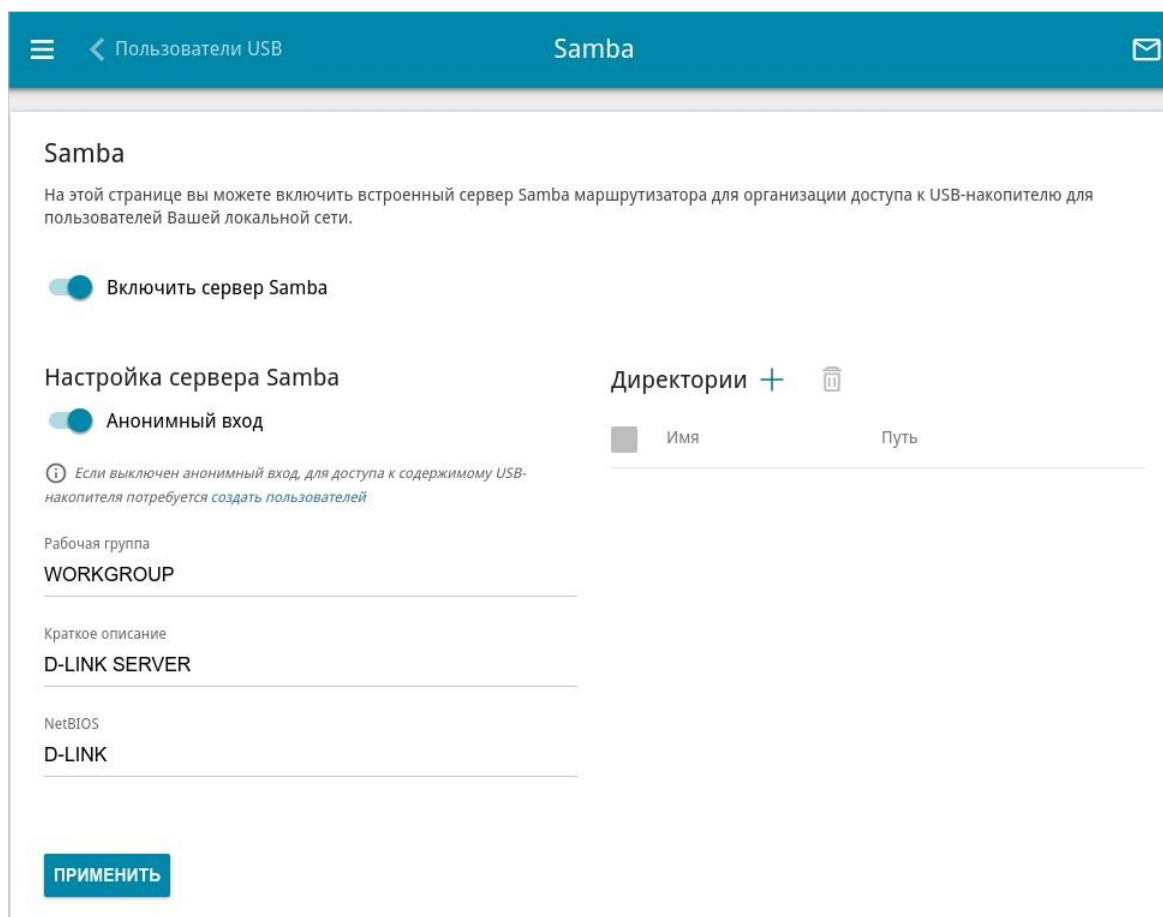 Пользователи USB
Samba
Samba
На этой странице вы можете включить встроенный сервер Samba маршрутизатора для организации доступа к USB-накопителю для
пользователей Вашей локальной сети.
Включить сервер Samba
Настройка сервера Samba
Анонимный вход
Если выключен анонимный вход, для доступа к содержимому USB-
накопителя потребуется создать пользователей
Рабочая группа
WORKGROUP
Краткое описание
D-LINK SERVER
NetBIOS
D-LINK
ПРИМЕНИТЬ
Директории
Имя Путь